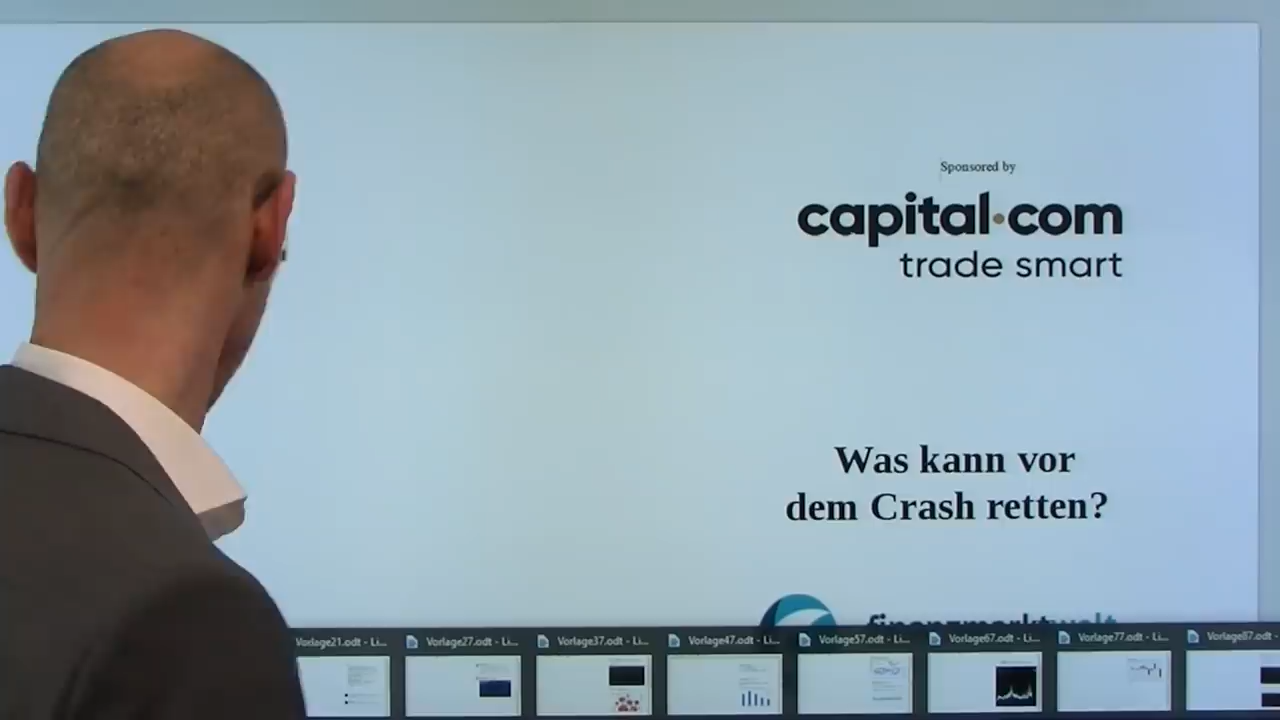 Sponsored by
capital·com
trade smart
Was kann vor
dem Crash retten?
finanzmarktwelt
Vorlage21.odt - Li...
Vorlage27.odt - Li...
Vorlage37.odt - Li...
Vorlage47.odt - Li...
Vorlage57.odt - Li...
Vorlage67.odt - Li...
Vorlage77.odt - Li...
Vorlage87.odt -